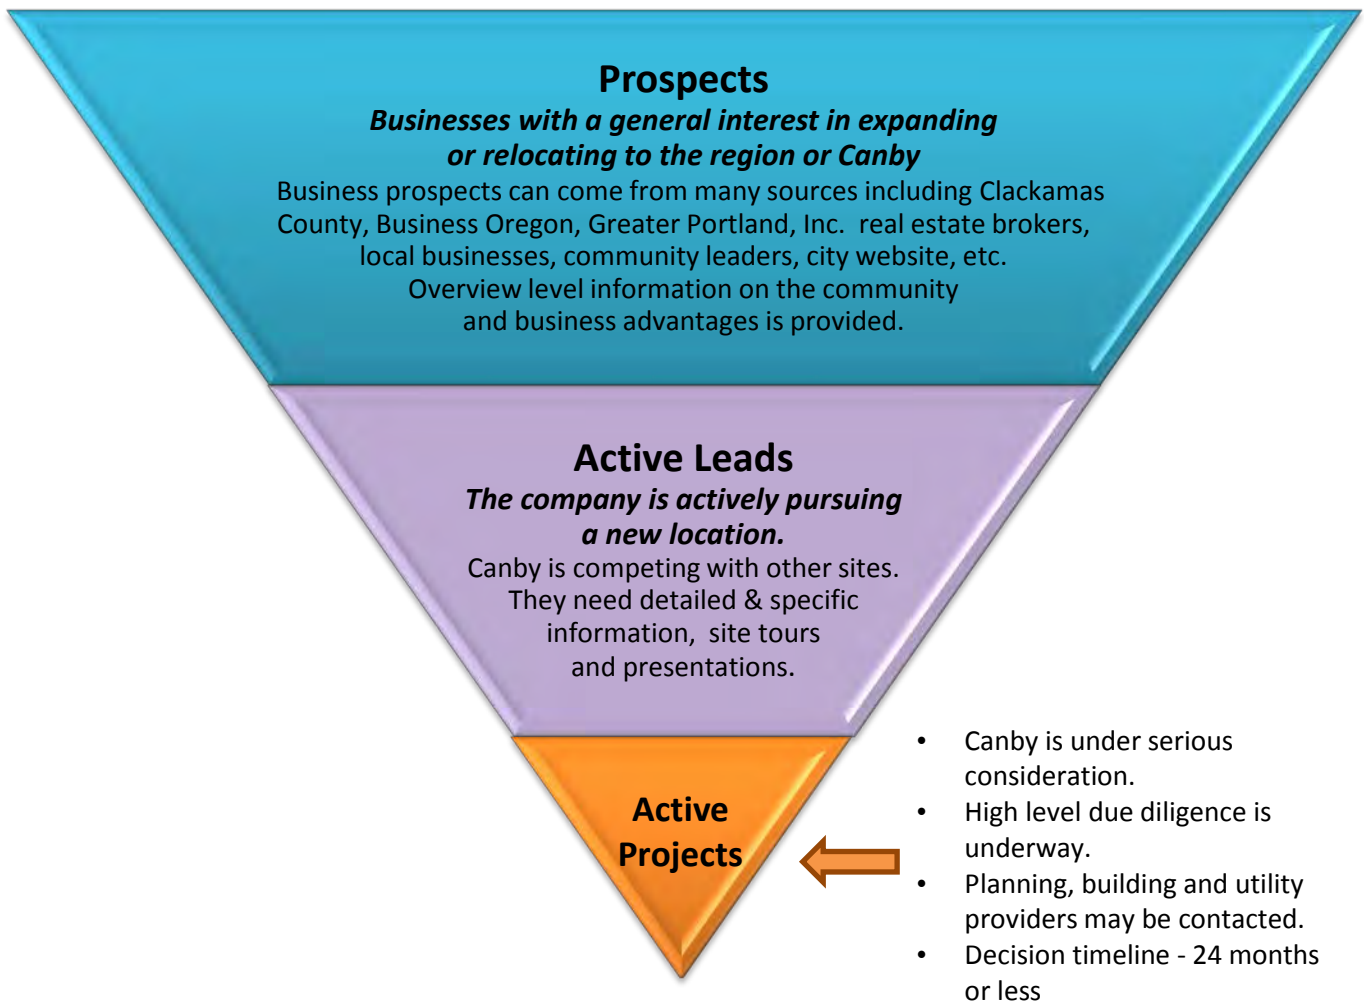 Prospects
Businesses with a general interest in expanding
or relocating to the region or Canby
Business prospects can come from many sources including Clackamas
County, Business Oregon, Greater Portland, Inc.  real estate brokers,
local businesses, community leaders, city website, etc.
Overview level information on the community
and business advantages is provided.
Active Leads
The company is actively pursuing
a new location.
Canby is competing with other sites.
They need detailed & specific
information,  site tours
and presentations.
Active
Projects
• Canby is under serious
consideration.
• High level due diligence is
underway.
• Planning, building and utility
providers may be contacted.
• Decision timeline - 24 months
or less